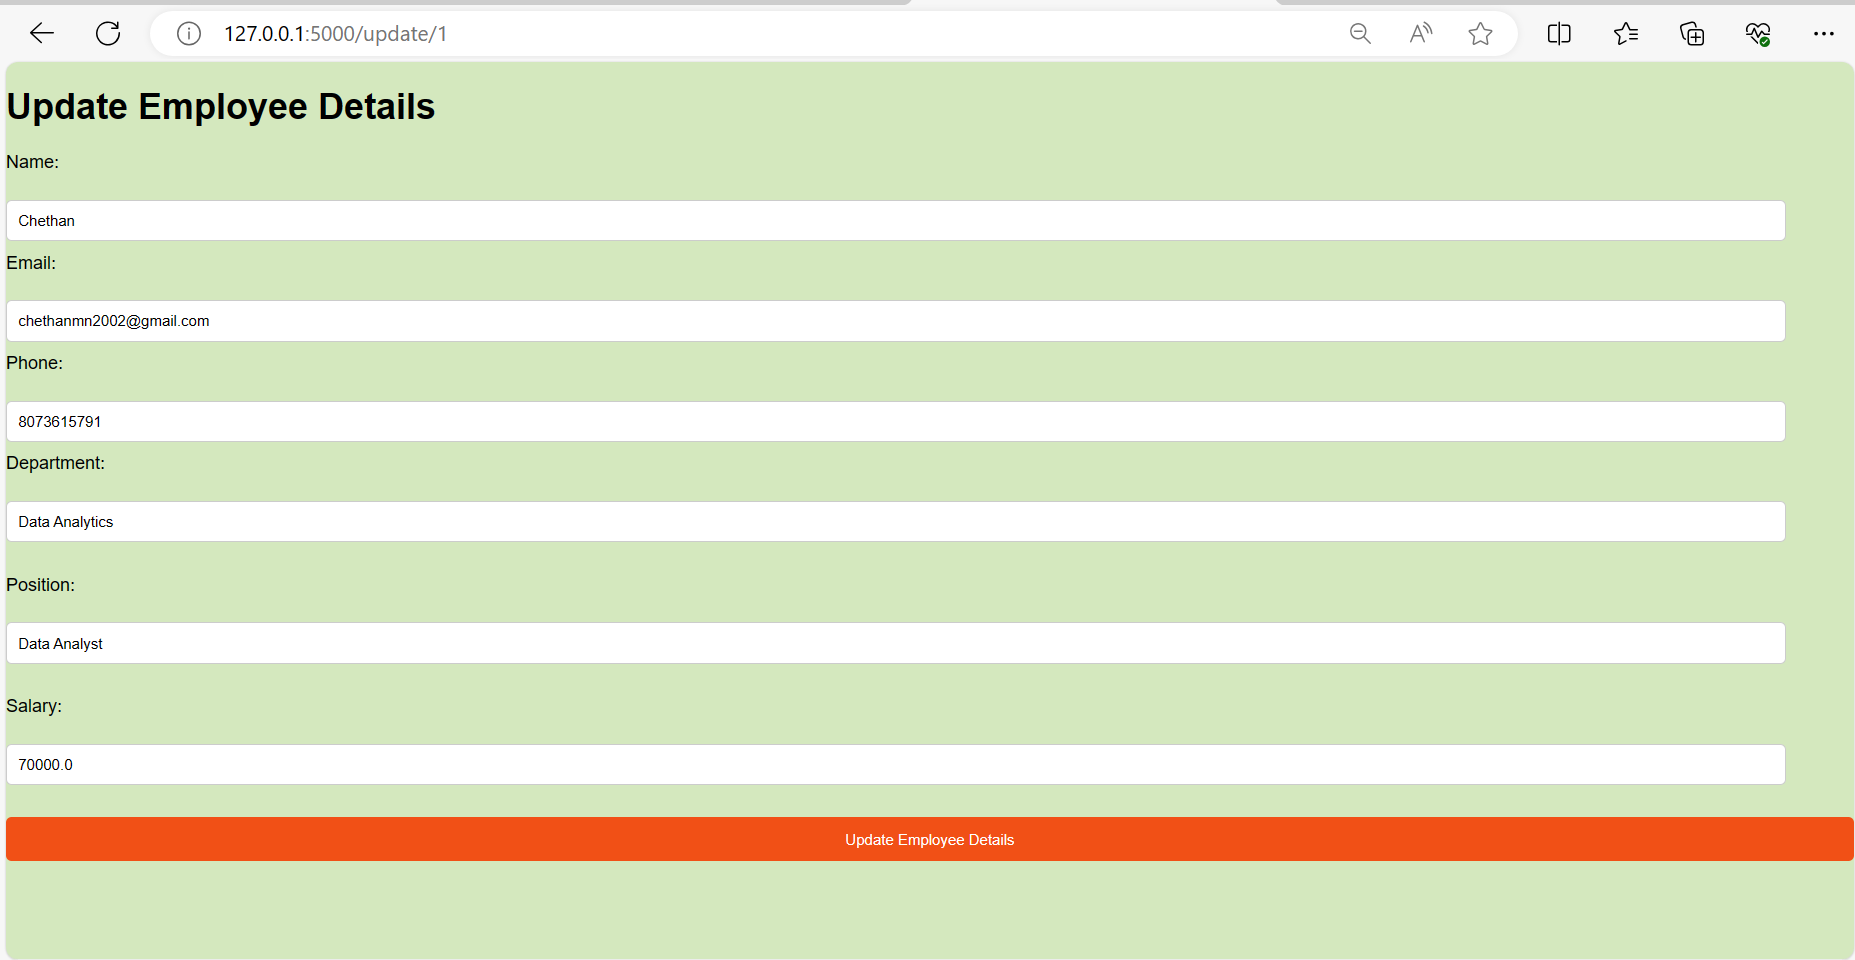 127.0.0.1:5000/update/1
Update Employee Details
Name:
Chethan
Email:
chethanmn2002@gmail.com
Phone:
8073615791
Department:
Data Analytics
Position:
Data Analyst
Salary:
70000.0
Update Employee Details